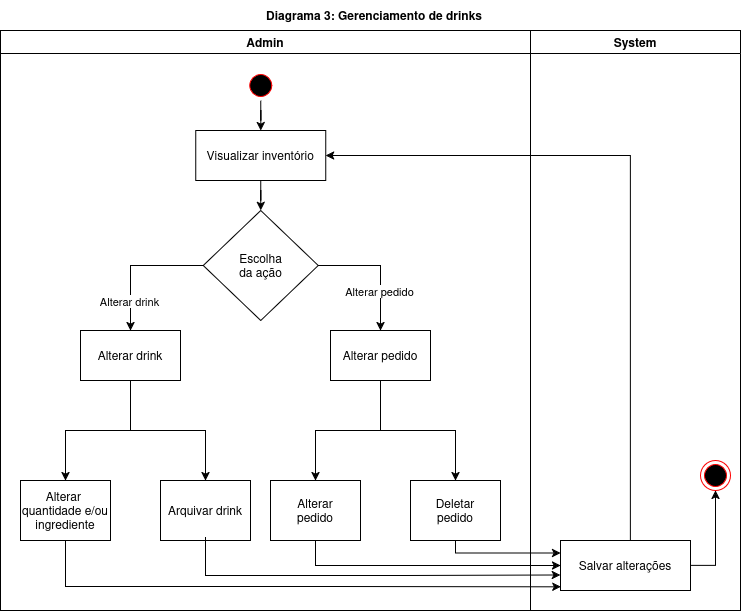 Diagrama 3: Gerenciamento de drinks
Admin
System
Visualizar inventório
Escolha
da ação
Alterar drink
Alterar pedido
Alterar drink
Alterar pedido
Alterar
quantidade e/ou
ingrediente
Arquivar drink
Alterar
pedido
Deletar
pedido
Salvar alterações